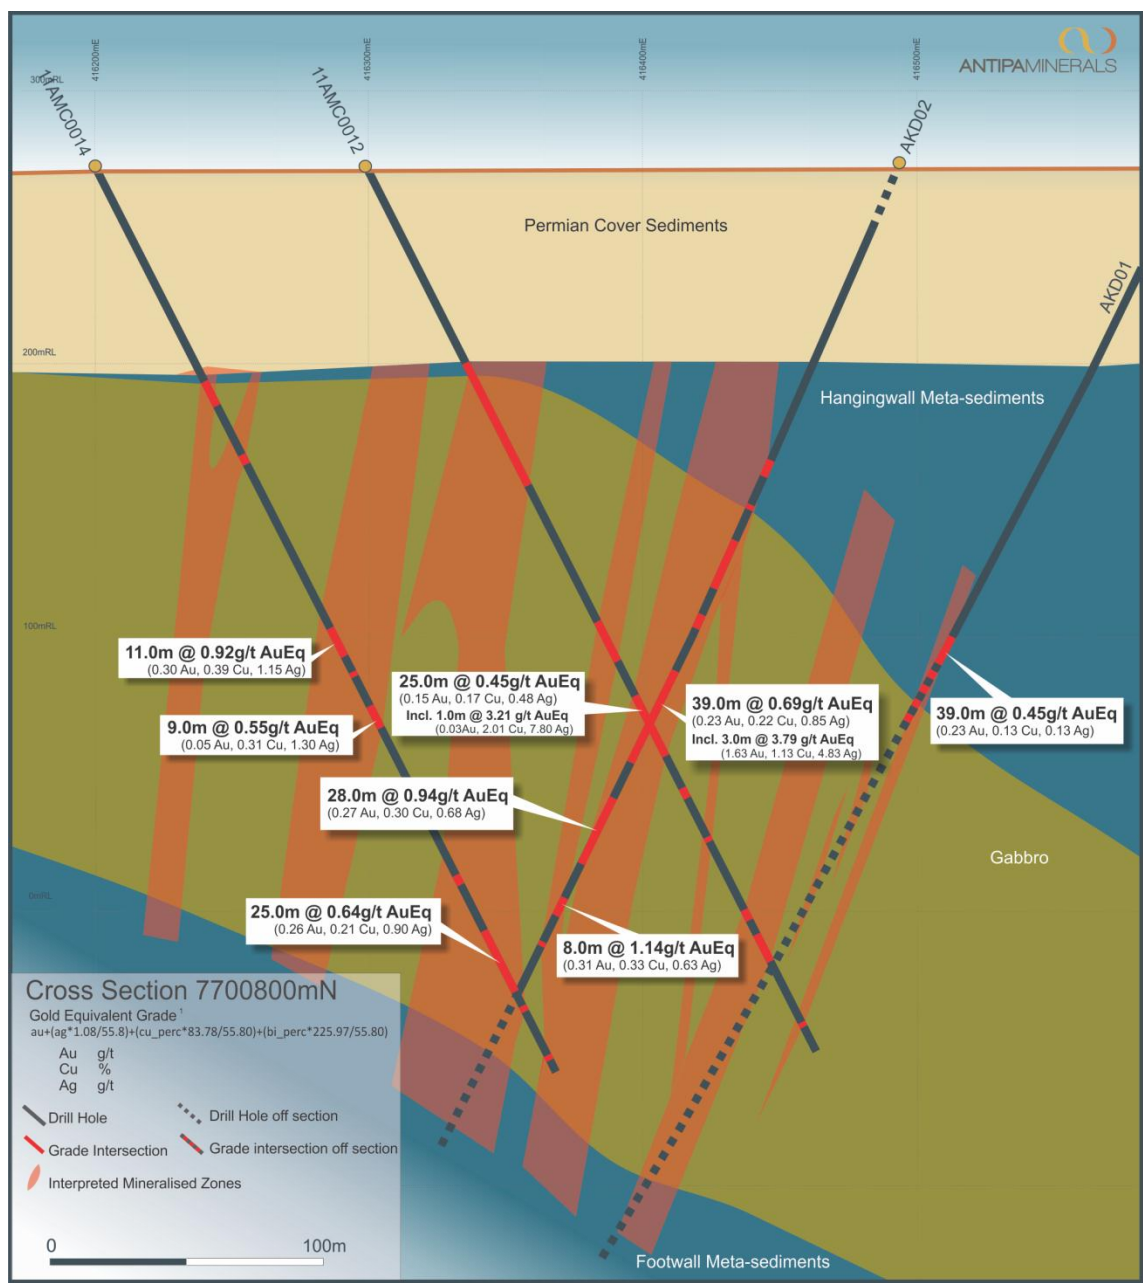 ANTIPAMINERALS
416200mE
416300mE
416400mE
416500mE
300mRL
11AMC0014
11AMC0012
AKD02
AKD01
Permian Cover Sediments
200mRL
Hangingwall Meta-sediments
100mRL
11.0m @ 0.92g/t AuEq
(0.30 Au, 0.39 Cu, 1.15 Ag)
25.0m @ 0.45g/t AuEq
(0.15 Au, 0.17 Cu, 0.48 Ag)
Incl. 1.0m @ 3.21 g/t AuEq
(0.03Au, 2.01 Cu, 7.80 Ag)
39.0m @ 0.69g/t AuEq
(0.23 Au, 0.22 Cu, 0.85 Ag)
Incl. 3.0m @ 3.79 g/t AuEq
(1.63 Au, 1.13 Cu, 4.83 Ag)
39.0m @ 0.45g/t AuEq
(0.23 Au, 0.13 Cu, 0.13 Ag)
9.0m @ 0.55g/t AuEq
(0.05 Au, 0.31 Cu, 1.30 Ag)
28.0m @ 0.94g/t AuEq
(0.27 Au, 0.30 Cu, 0.68 Ag)
Gabbro
0mRL
25.0m @ 0.64g/t AuEq
(0.26 Au, 0.21 Cu, 0.90 Ag)
8.0m @ 1.14g/t AuEq
(0.31 Au, 0.33 Cu, 0.63 Ag)
Cross Section 7700800mN
Gold Equivalent Grade 1
au+(ag*1.08/55.8)+(cu_perc*83.78/55.80)+(bi_perc*225.97/55.80)
Au g/t
Cu %
Ag g/t
Drill Hole
Drill Hole off section
Grade Intersection
Grade intersection off section
Interpreted Mineralised Zones
0 100m
Footwall Meta-sediments